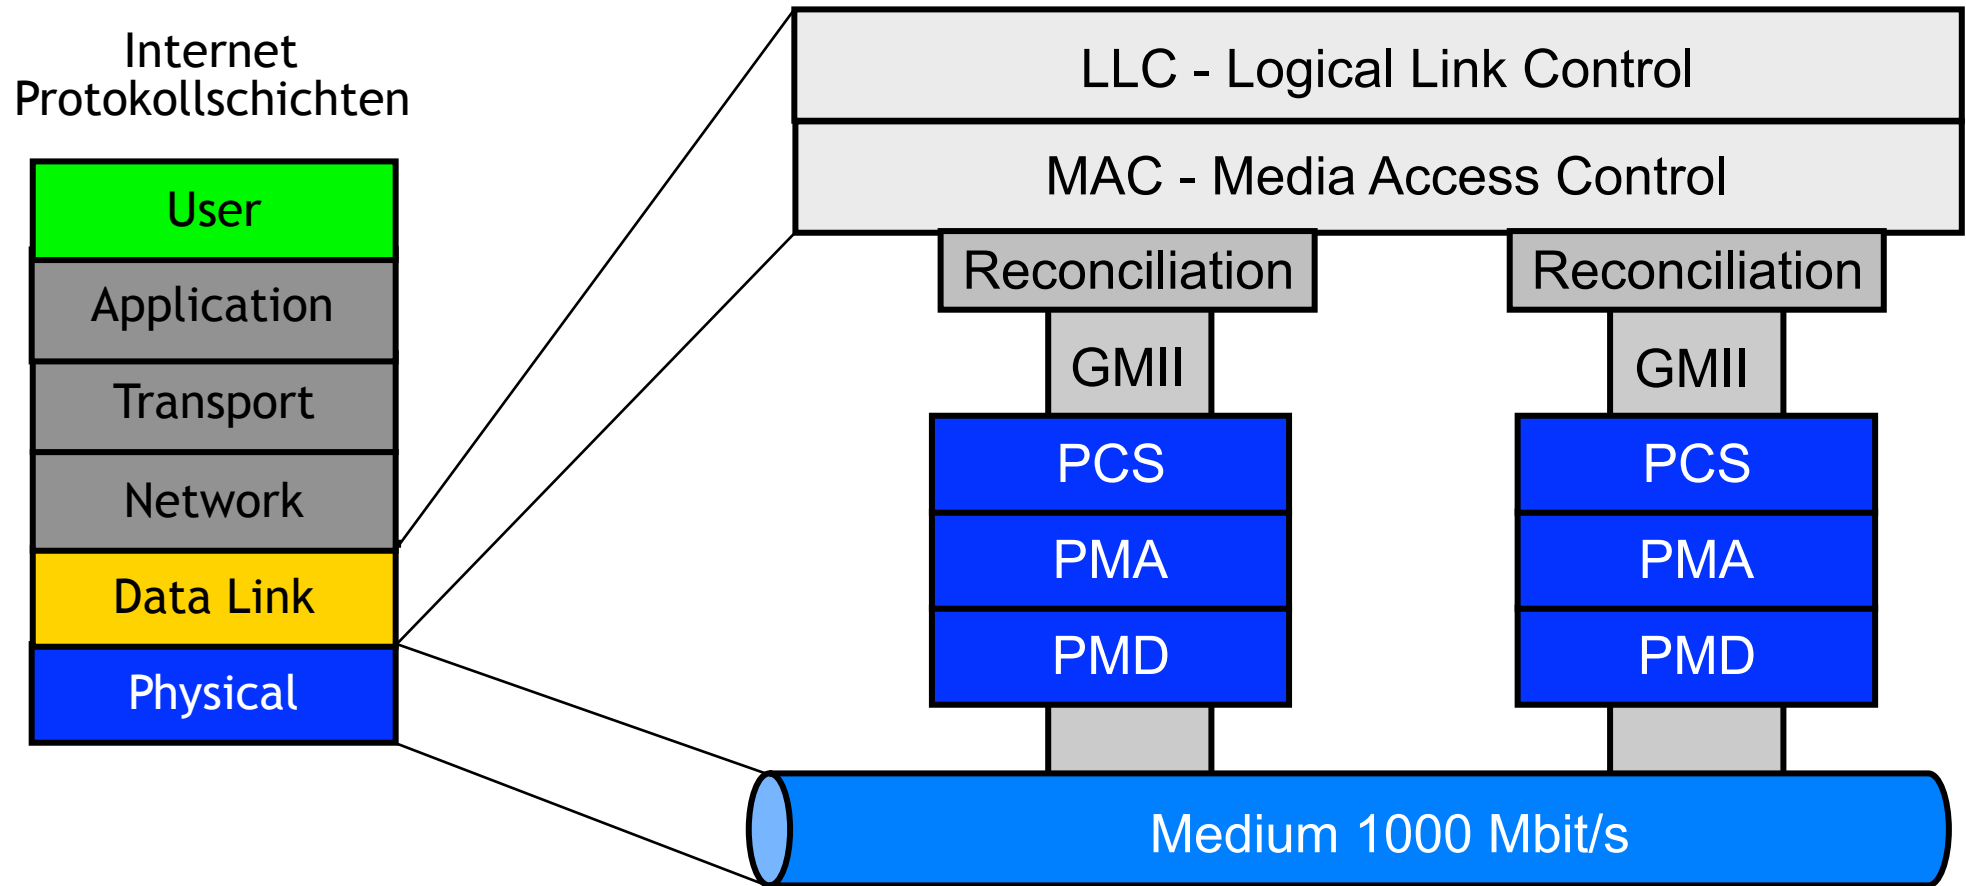 Internet
Protokollschichten
User
Application
Transport
Network
Data Link
Physical
LLC - Logical Link Control
MAC - Media Access Control
Reconciliation
Reconciliation
GMII
GMII
PCS
PCS
PMA
PMA
PMD
PMD
Medium 1000 Mbit/s